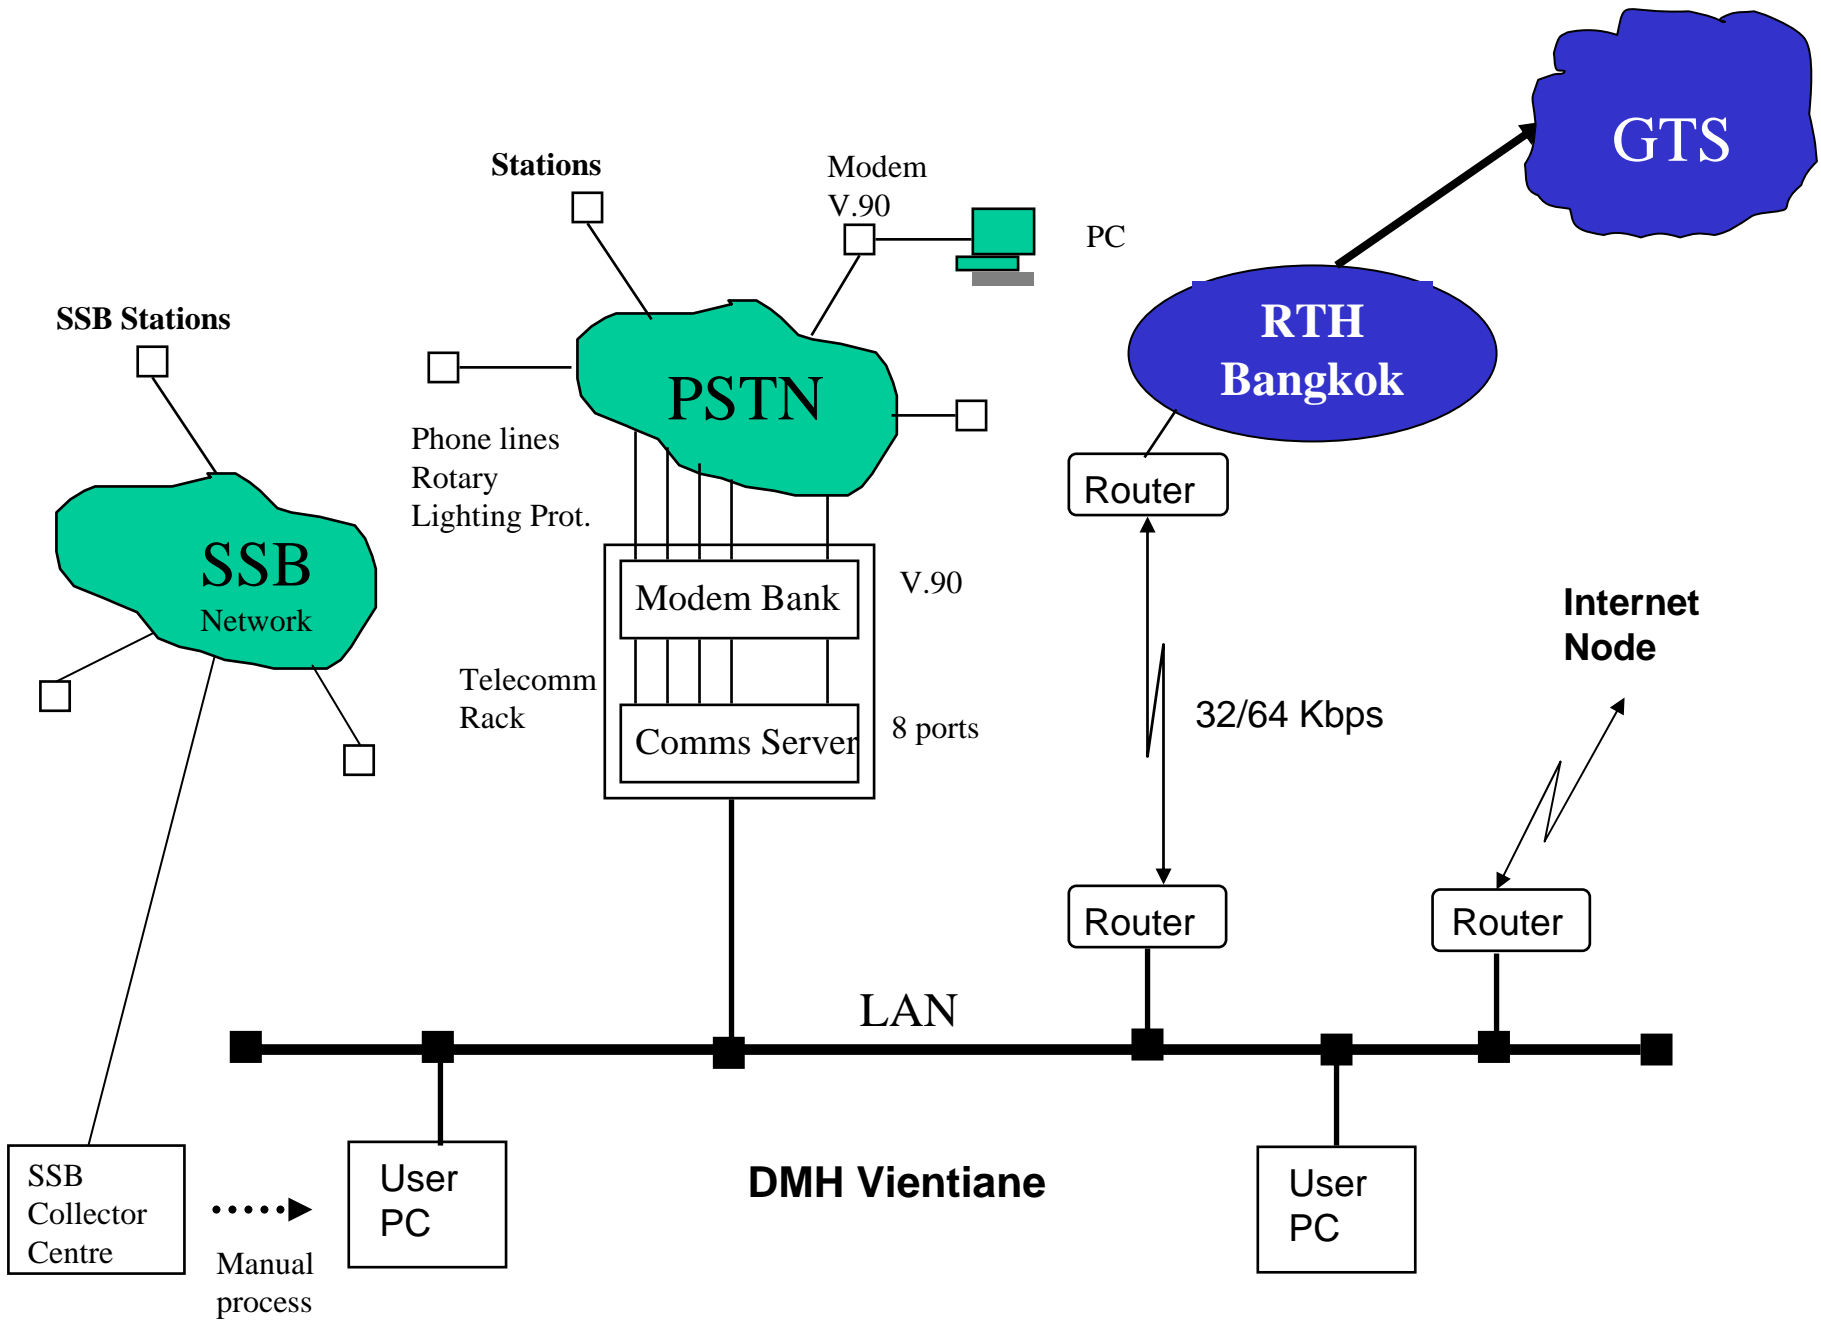 GTS
Stations
Modem
V.90
PC
SSB Stations
RTH
Bangkok
PSTN
Phone lines
Rotary
Lighting Prot.
Router
SSB
Network
Modem Bank
V.90
Internet
Node
Telecomm
Rack
32/64 Kbps
Comms Server
8 ports
Router
Router
LAN
SSB
Collector
Centre
Manual
process
User
PC
DMH Vientiane
User
PC